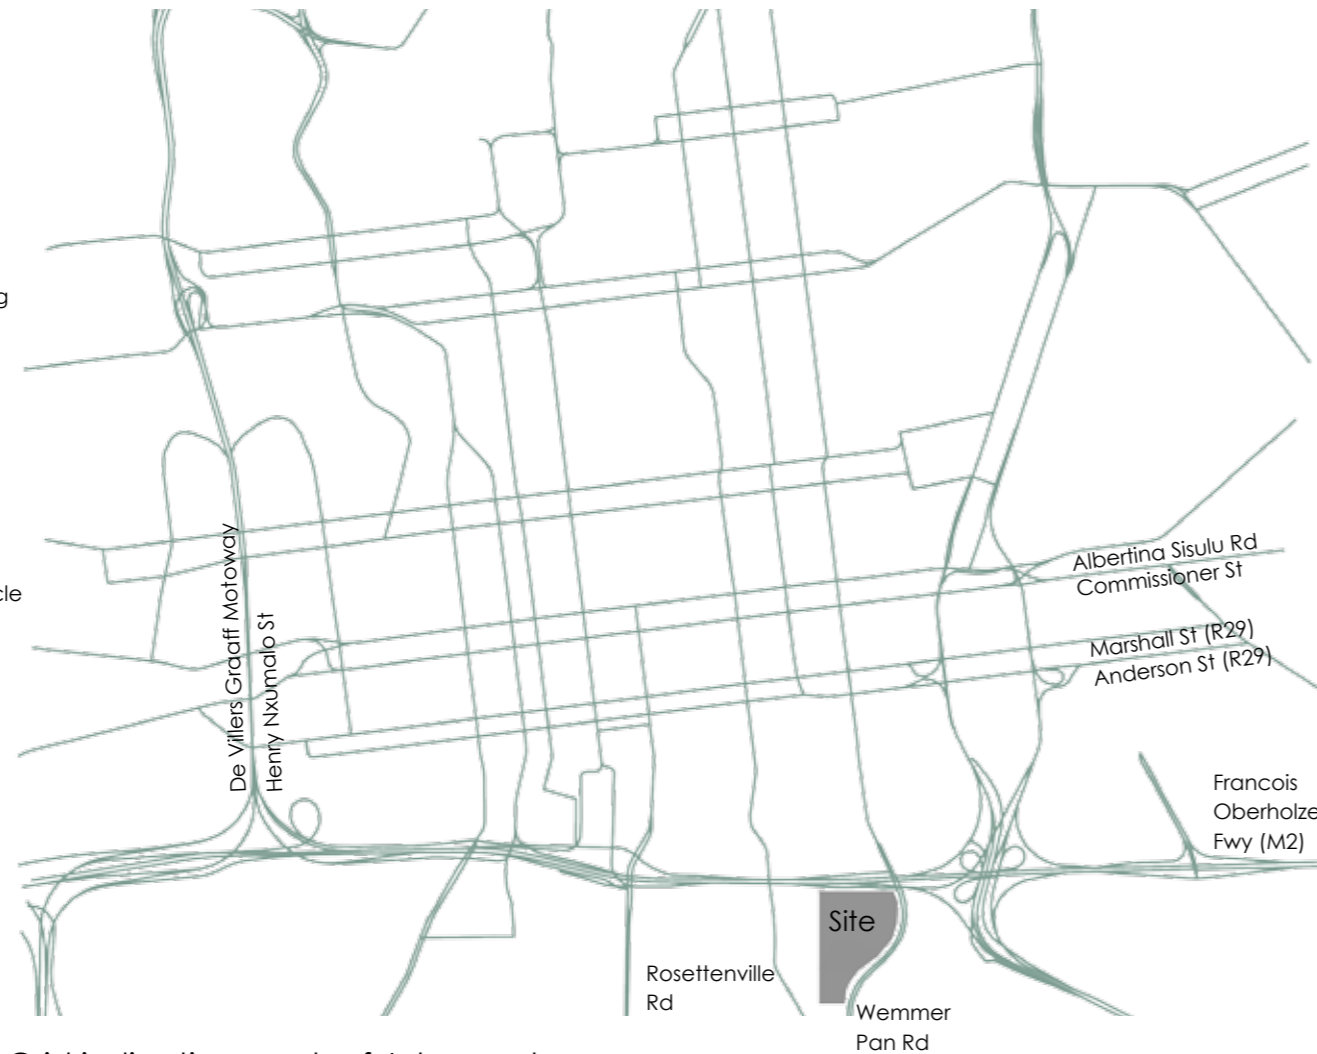 g
cle
De Villers Graaff Motoway
Henry Nxumalo St
Albertina Sisulu Rd
Commissioner St
Marshall St (R29)
Anderson St (R29)
Francois
Oberholze
Fwy (M2)
Site
Rosettenville
Rd
Wemmer
Pan Rd